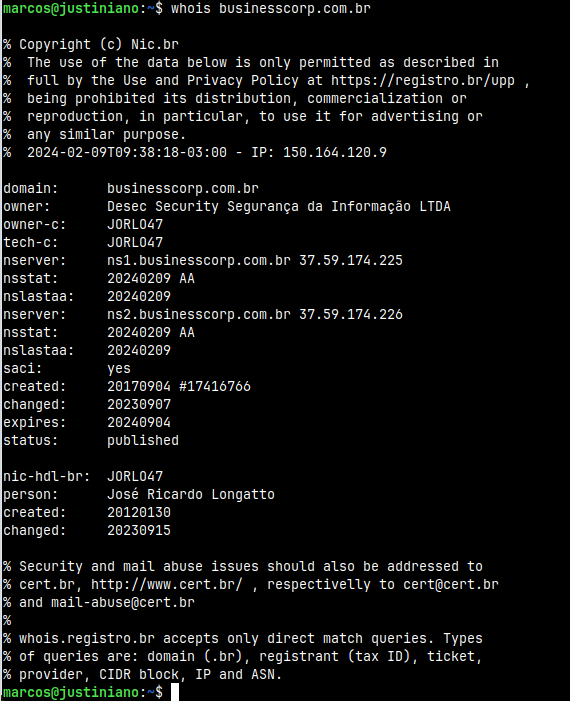 marcos@justiniano:~$ whois businesscorp.com.br
% Copyright (c) Nic.br
%  The use of the data below is only permitted as described in
%  full by the Use and Privacy Policy at https://registro.br/upp ,
%  being prohibited its distribution, commercialization or
%  reproduction, in particular, to use it for advertising or
%  any similar purpose.
%  2024-02-09T09:38:18-03:00 - IP: 150.164.120.9
domain:      businesscorp.com.br
owner:       Desec Security Segurança da Informação LTDA
owner-c:     JORLO47
tech-c:      JORLO47
nserver:     ns1.businesscorp.com.br 37.59.174.225
nsstat:      20240209 AA
nslastaa:    20240209
nserver:     ns2.businesscorp.com.br 37.59.174.226
nsstat:      20240209 AA
nslastaa:    20240209
saci:        yes
created:     20170904 #17416766
changed:     20230907
expires:     20240904
status:      published
nic-hdl-br:  JORLO47
person:      José Ricardo Longatto
created:     20120130
changed:     20230915
% Security and mail abuse issues should also be addressed to
% cert.br, http://www.cert.br/ , respectivelly to cert@cert.br
% and mail-abuse@cert.br
%
% whois.registro.br accepts only direct match queries. Types
% of queries are: domain (.br), registrant (tax ID), ticket,
% provider, CIDR block, IP and ASN.
marcos@justiniano:~$